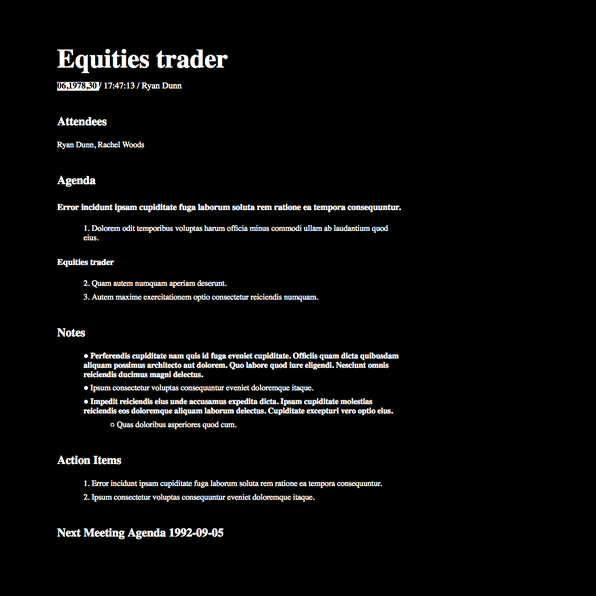 Equities trader
06,1978,30 / 17:47:13 / Ryan Dunn
Attendees
Ryan Dunn, Rachel Woods
Agenda
Error incidunt ipsam cupiditate fuga laborum soluta rem ratione ea tempora consequuntur.
1. Dolorem odit temporibus voluptas harum officia minus commodi ullam ab laudantium quod
eius.
Equities trader
2. Quam autem numquam aperiam deserunt.
3. Autem maxime exercitationem optio consectetur reiciendis numquam.
Notes
● Perferendis cupiditate nam quis id fuga eveniet cupiditate. Officiis quam dicta quibusdam
aliquam possimus architecto aut dolorem. Quo labore quod iure eligendi. Nesciunt omnis
reiciendis ducimus magni delectus.
● Ipsum consectetur voluptas consequuntur eveniet doloremque itaque.
● Impedit reiciendis eius unde accusamus expedita dicta. Ipsam cupiditate molestias
reiciendis eos doloremque aliquam laborum delectus. Cupiditate excepturi vero optio eius.
○ Quas doloribus asperiores quod cum.
Action Items
1. Error incidunt ipsam cupiditate fuga laborum soluta rem ratione ea tempora consequuntur.
2. Ipsum consectetur voluptas consequuntur eveniet doloremque itaque.
Next Meeting Agenda 1992-09-05